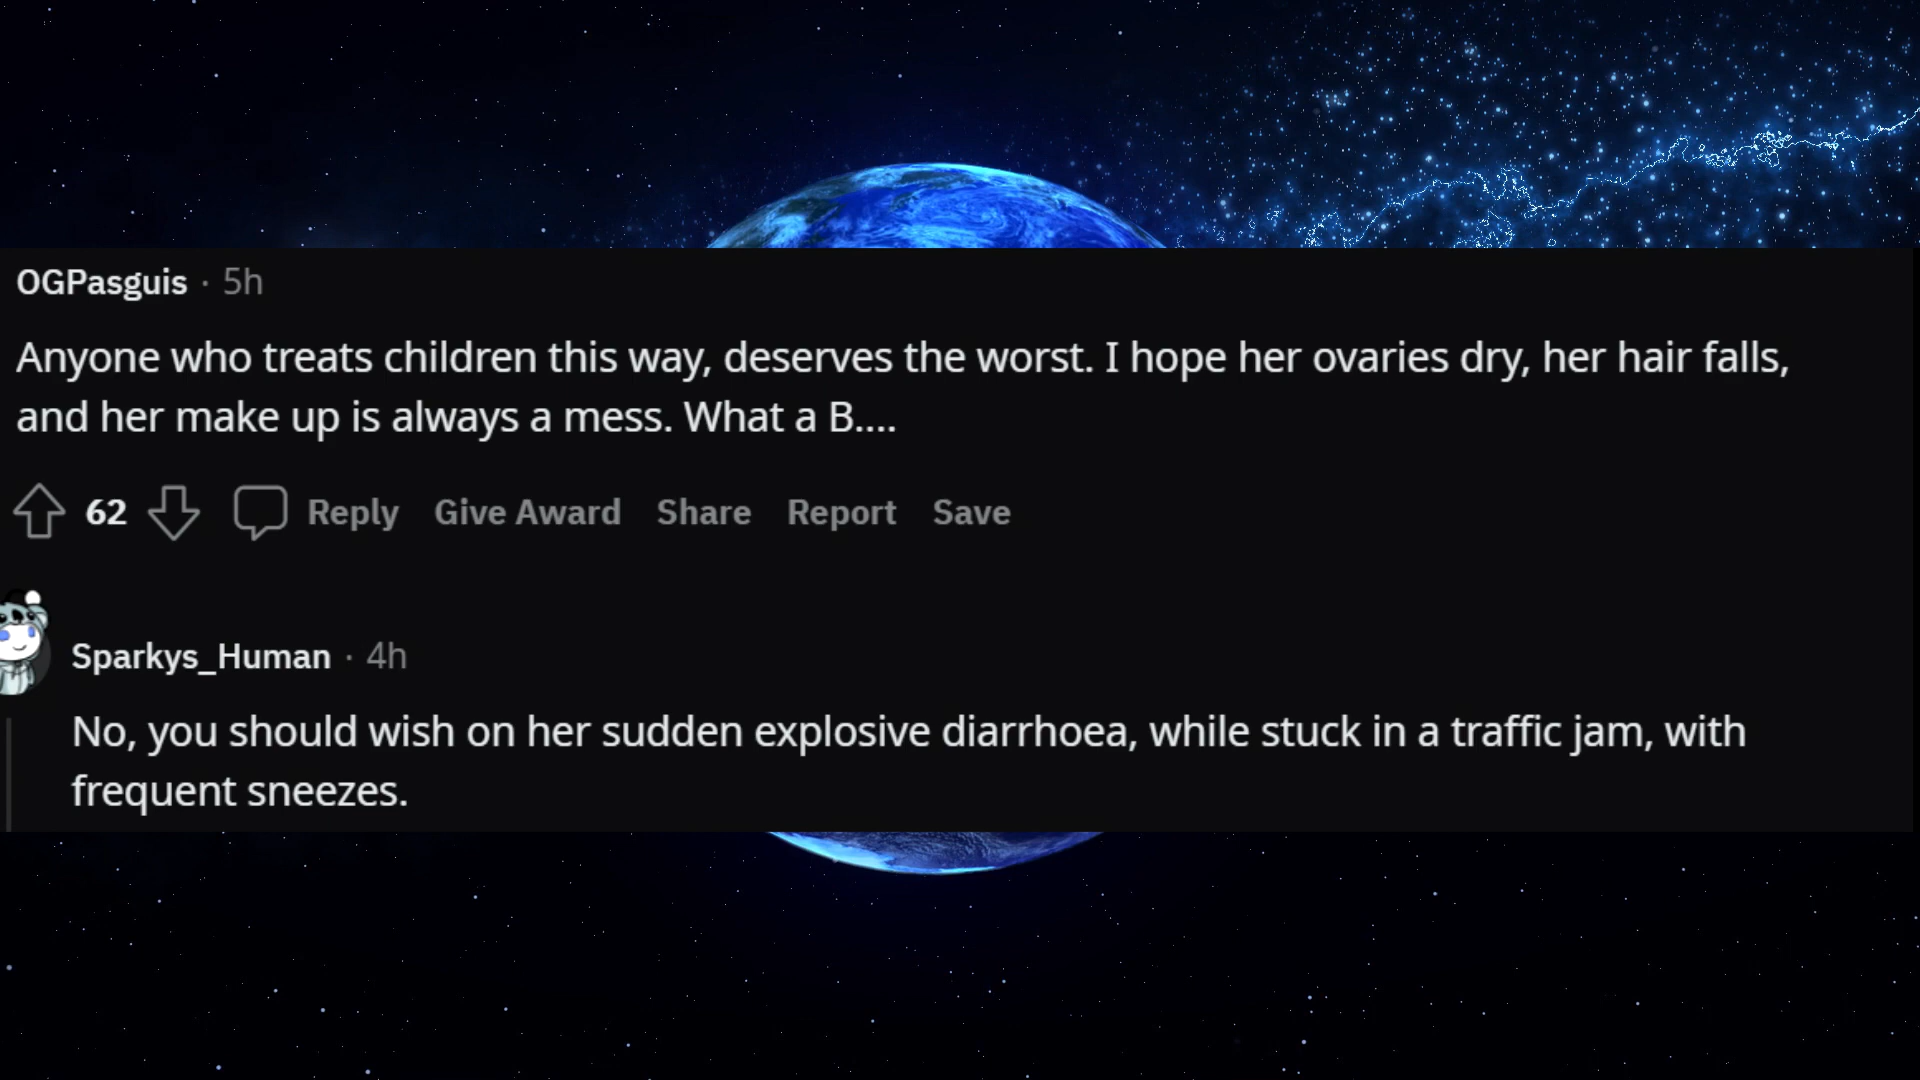 OGPasguis · 5h
Anyone who treats children this way, deserves the worst. I hope her ovaries dry, her hair falls,
and her make up is always a mess. What a B....
62 Reply Give Award Share Report Save
Sparkys_Human · 4h
No, you should wish on her sudden explosive diarrhoea, while stuck in a traffic jam, with
frequent sneezes.